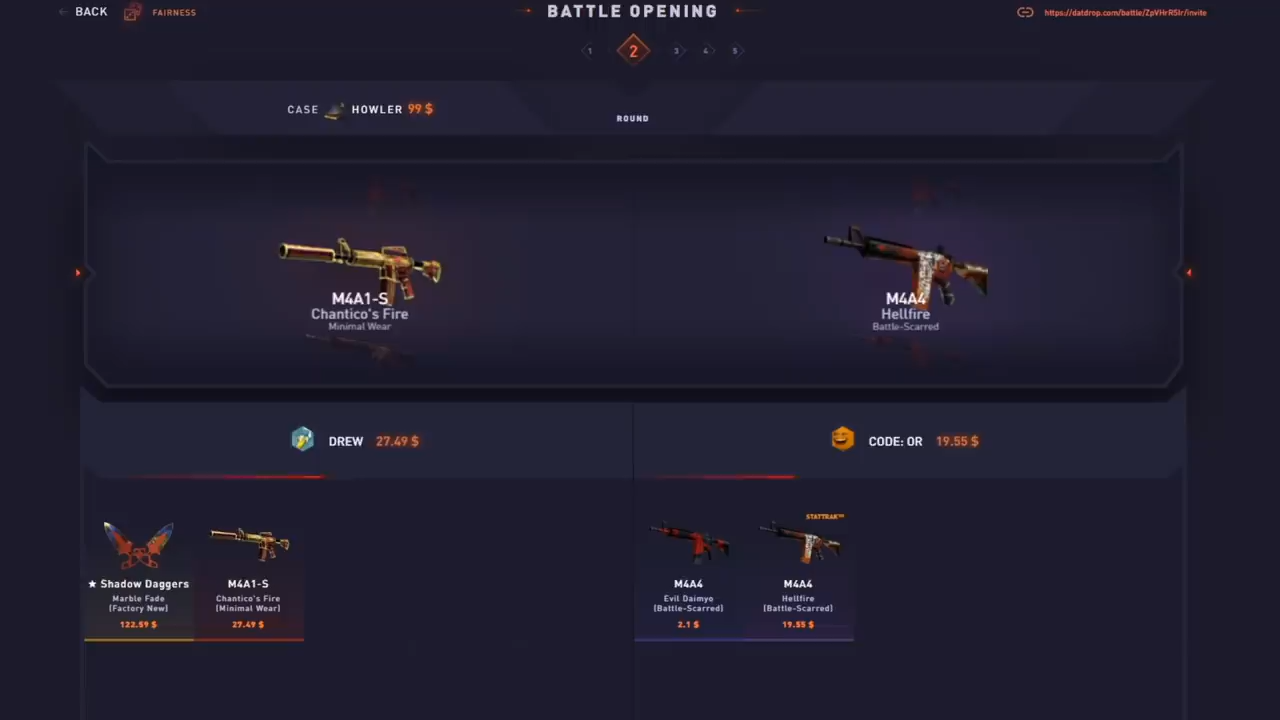 BACK
FAIRNESS
BATTLE OPENING
https://datdrop.com/battle/ZpVHrR5Ir/invite
1 2 3 4 5
CASE HOWLER 99 $
ROUND
M4A1-S
Chantico's Fire
Minimal Wear
M4A4
Hellfire
Battle-Scarred
DREW 27.49 $
CODE: OR 19.55 $
★ Shadow Daggers
Marble Fade
(Factory New)
122.59 $
M4A1-S
Chantico's Fire
(Minimal Wear)
27.49 $
M4A4
Evil Daimyo
(Battle-Scarred)
2.1 $
STATTRAK™
M4A4
Hellfire
(Battle-Scarred)
19.55 $